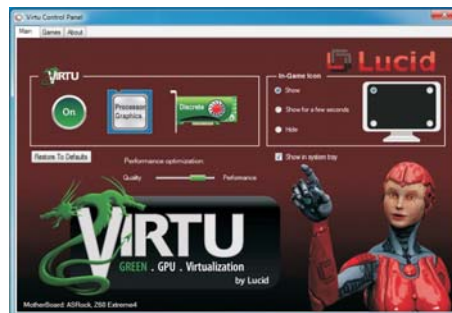 Virtu Control Panel
Main Games About
VIRTU
On
Processor Graphics
Discrete
Lucid
In-Game Icon
Show
Show for a few seconds
Hide
Restore To Defaults
Performance optimization:
Quality Performance
Show in system tray
VIRTU
GREEN . GPU . Virtualization
by Lucid
MotherBoard: ASRock, Z68 Extreme4